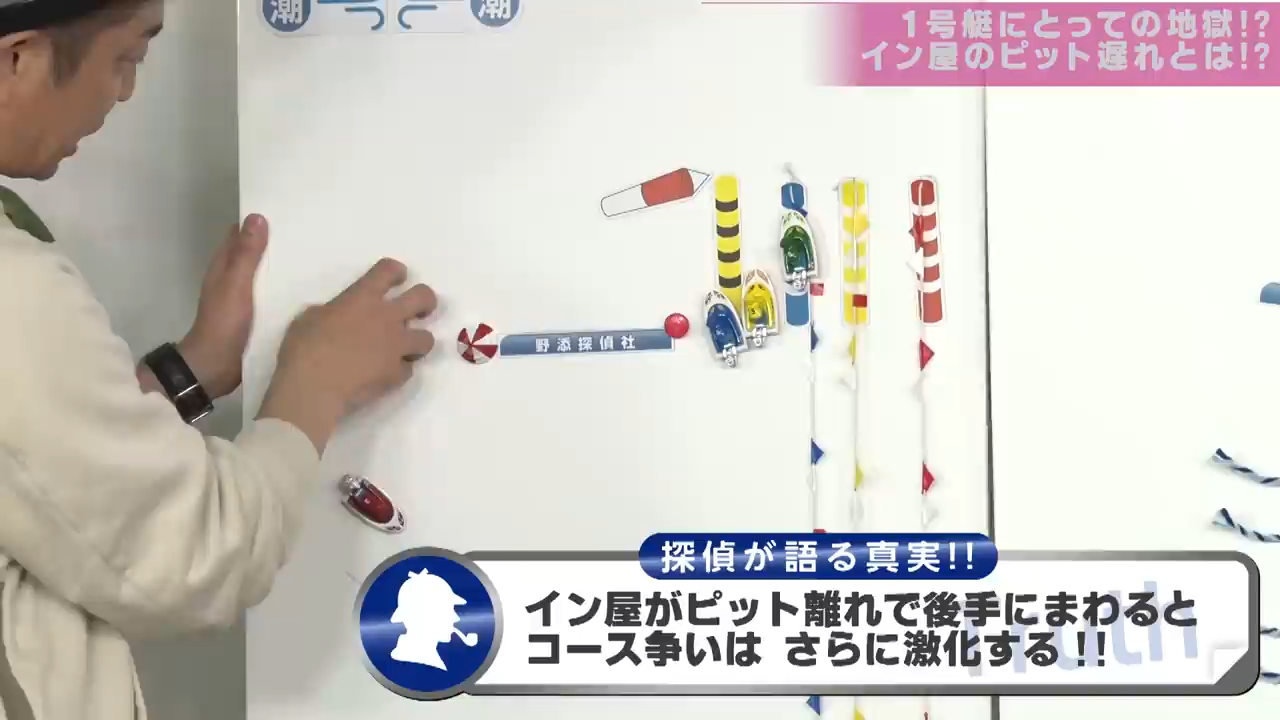 潮
潮
1号艇にとっての地獄!?
イン屋のピット遅れとは!?
野添探偵社
探偵が語る真実!!
イン屋がピット離れで後手にまわると
コース争いは さらに激化する!!
Truth